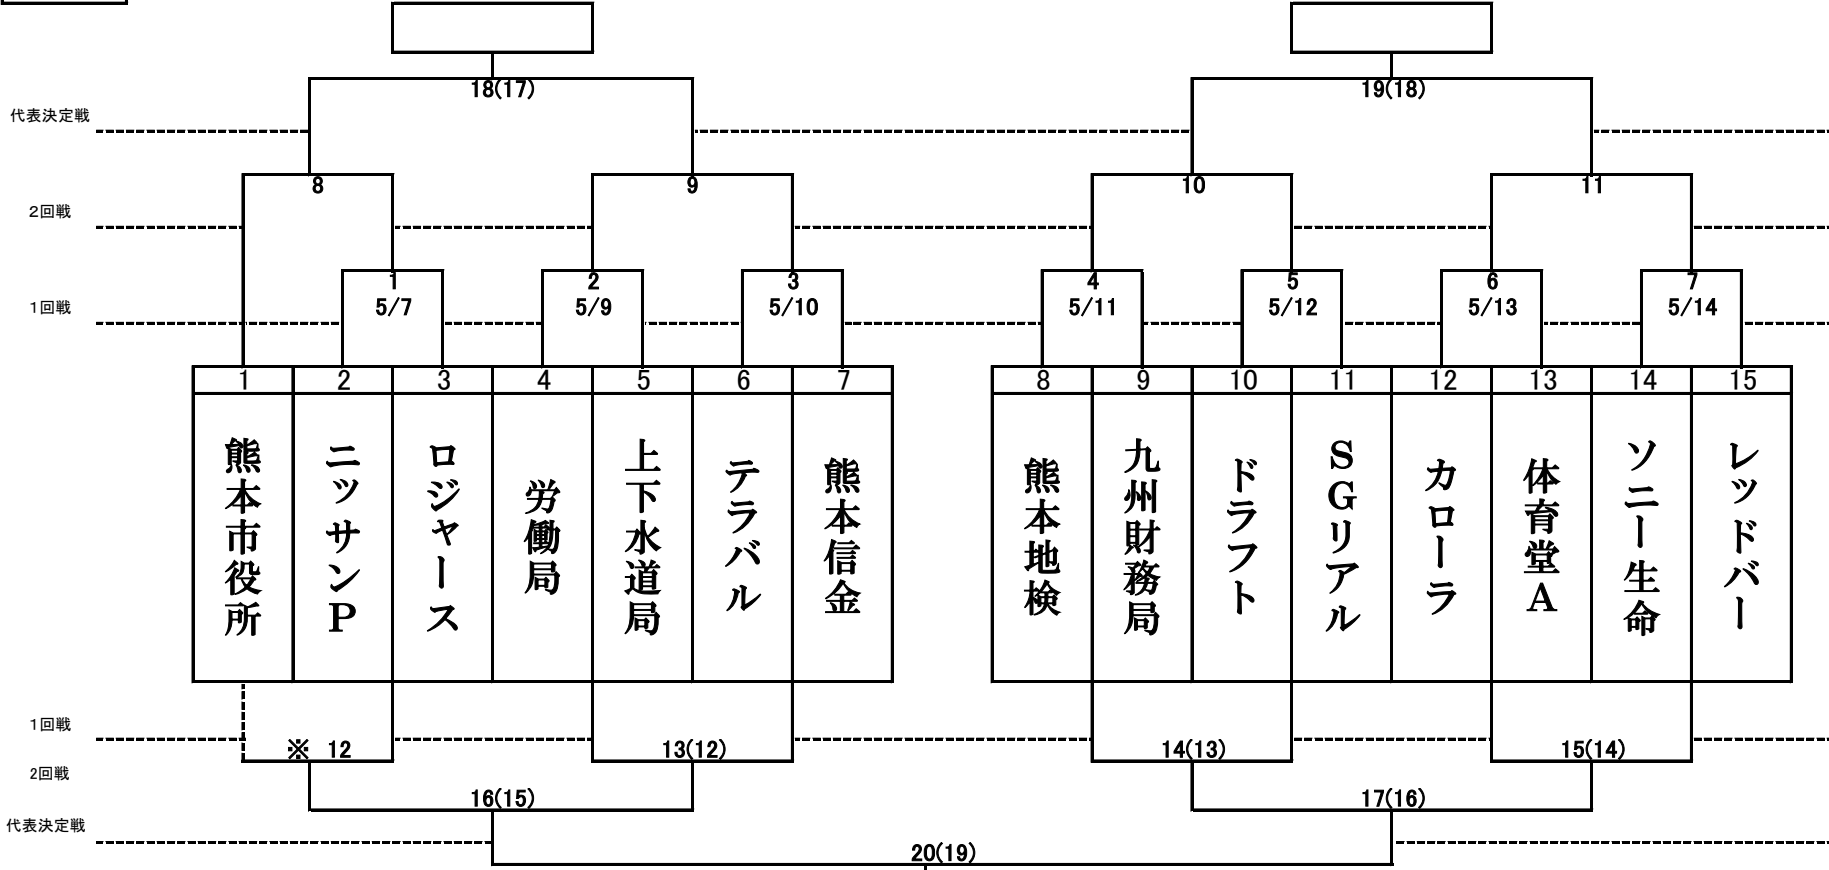 18(17)
19(18)
代表決定戦
8
9
10
11
2回戦
1
2
3
4
5
6
7
5/7
5/9
5/10
5/11
5/12
5/13
5/14
1回戦
1
2
3
4
5
6
7
8
9
10
11
12
13
14
15
熊本市役所
ニッサンP
ロジャース
労働局
上下水道局
テラバル
熊本信金
熊本地検
九州財務局
ドラフト
SGリアル
カローラ
体育堂A
ソニー生命
レッドバー
1回戦
※ 12
13(12)
14(13)
15(14)
2回戦
16(15)
17(16)
代表決定戦
20(19)